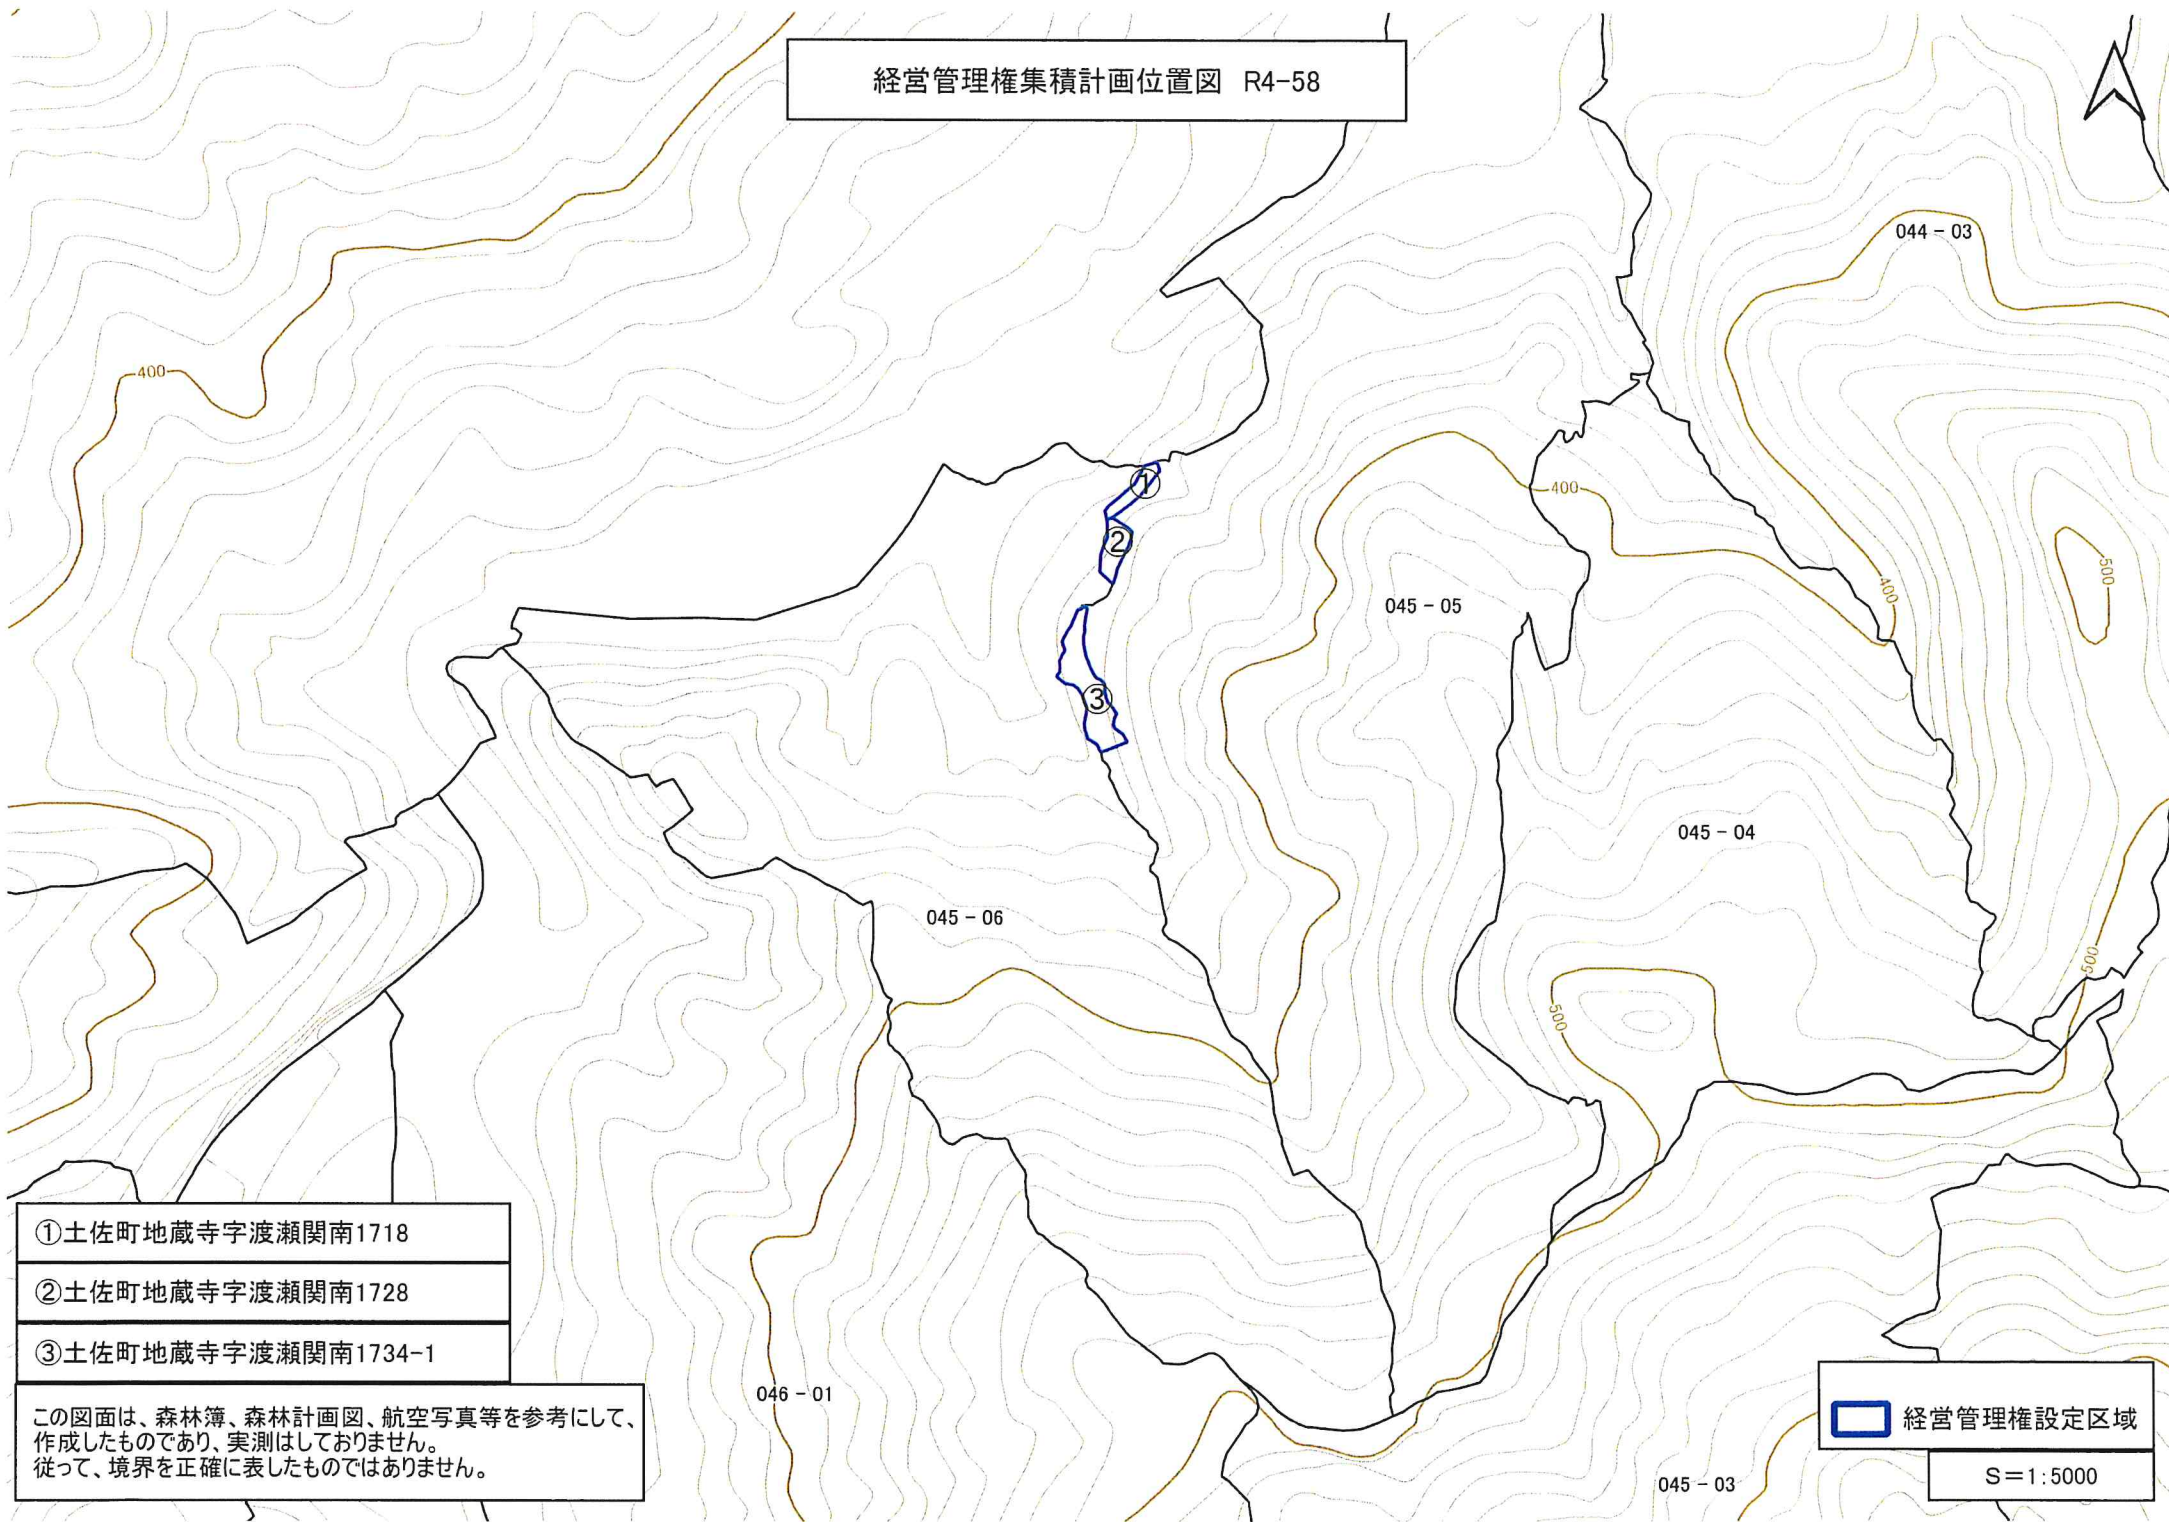 経営管理権集積計画位置図 R4-58
044-03
400
400
①
②
045-05
400
500
③
045-04
045-06
500
500
①土佐町地蔵寺字渡瀬関南1718
②土佐町地蔵寺字渡瀬関南1728
③土佐町地蔵寺字渡瀬関南1734-1
046-01
この図面は、森林簿、森林計画図、航空写真等を参考にして、
作成したものであり、実測はしておりません。
従って、境界を正確に表したものではありません。
経営管理権設定区域
045-03
S=1:5000